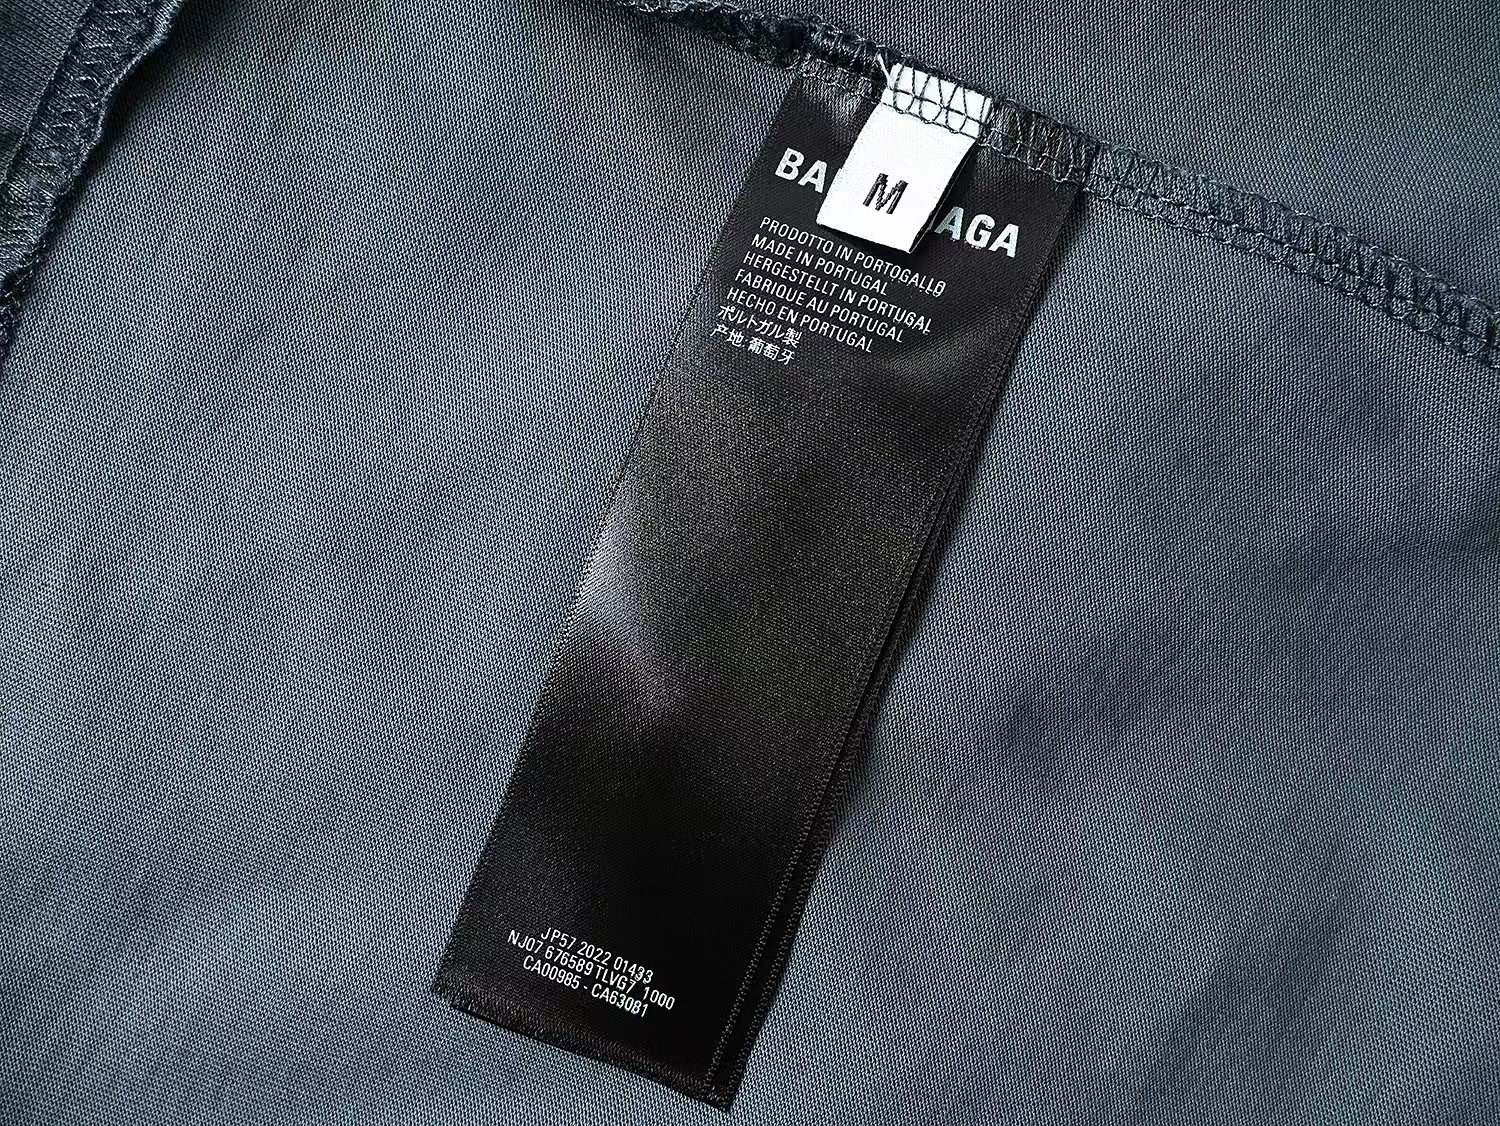 M
BA AGA
PRODOTTO IN PORTOGALLO
MADE IN PORTUGAL
HERGESTELLT IN PORTUGAL
FABRIQUE AU PORTUGAL
HECHO EN PORTUGAL
ポルトガル製
产地:葡萄牙
JP57 2022 01433
NJ07 676589 TLVG7 1000
CA00985 - CA63081